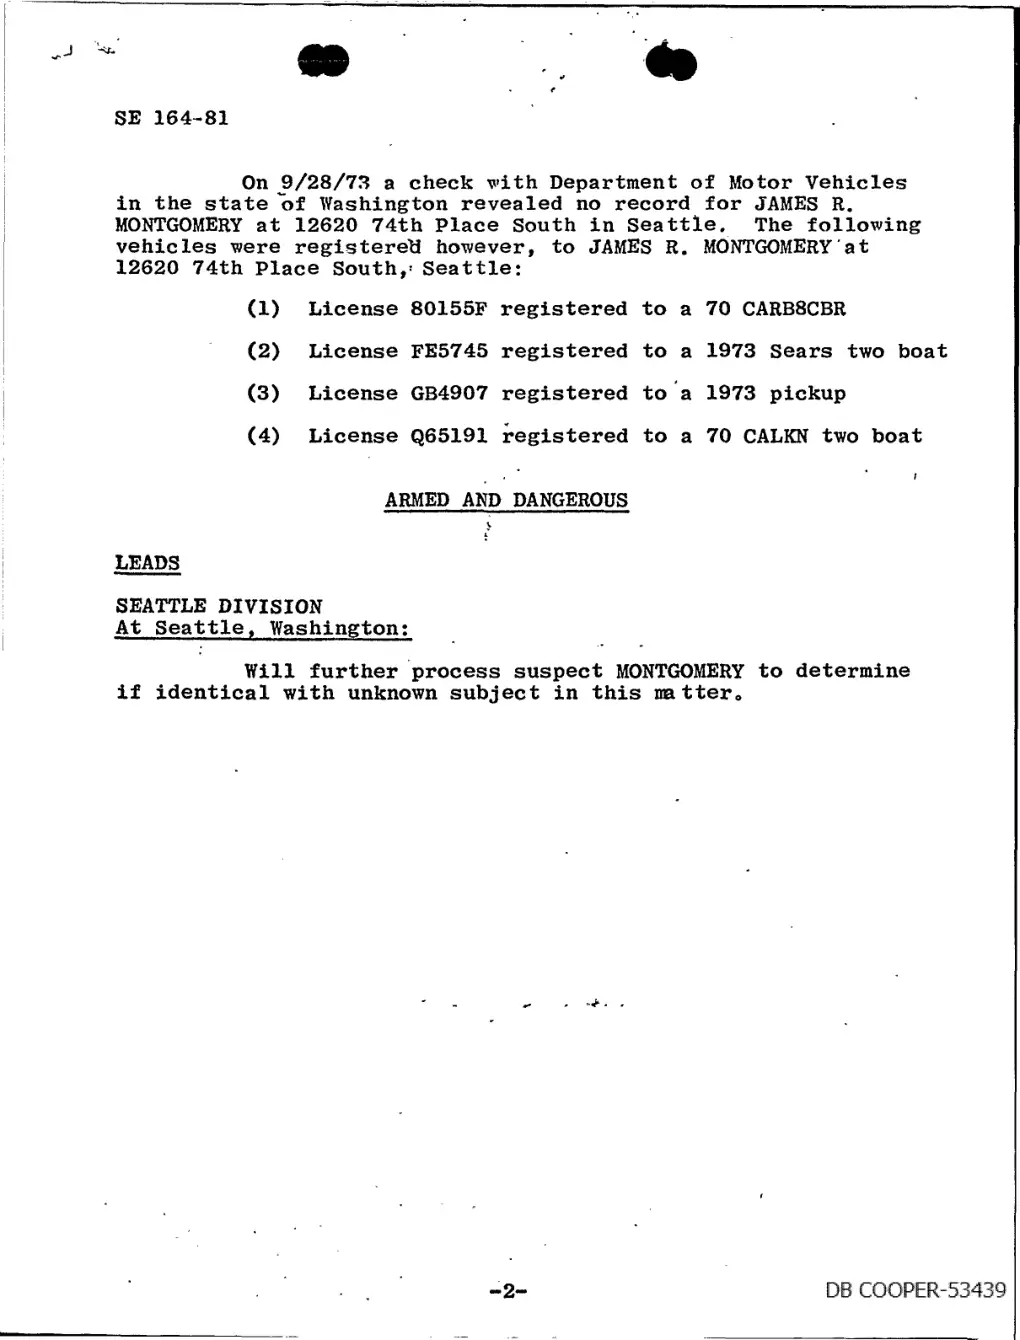 SE 164-81
On 9/28/73 a check with Department of Motor Vehicles
in the state of Washington revealed no record for JAMES R.
MONTGOMERY at 12620 74th Place South in Seattle. The following
vehicles were registered however, to JAMES R. MONTGOMERY at
12620 74th Place South, Seattle:
(1) License 80155F registered to a 70 CARB8CBR
(2) License FE5745 registered to a 1973 Sears two boat
(3) License GB4907 registered to a 1973 pickup
(4) License Q65191 registered to a 70 CALKN two boat
ARMED AND DANGEROUS
LEADS
SEATTLE DIVISION
At Seattle, Washington:
Will further process suspect MONTGOMERY to determine
if identical with unknown subject in this matter.
-2-
DB COOPER-53439